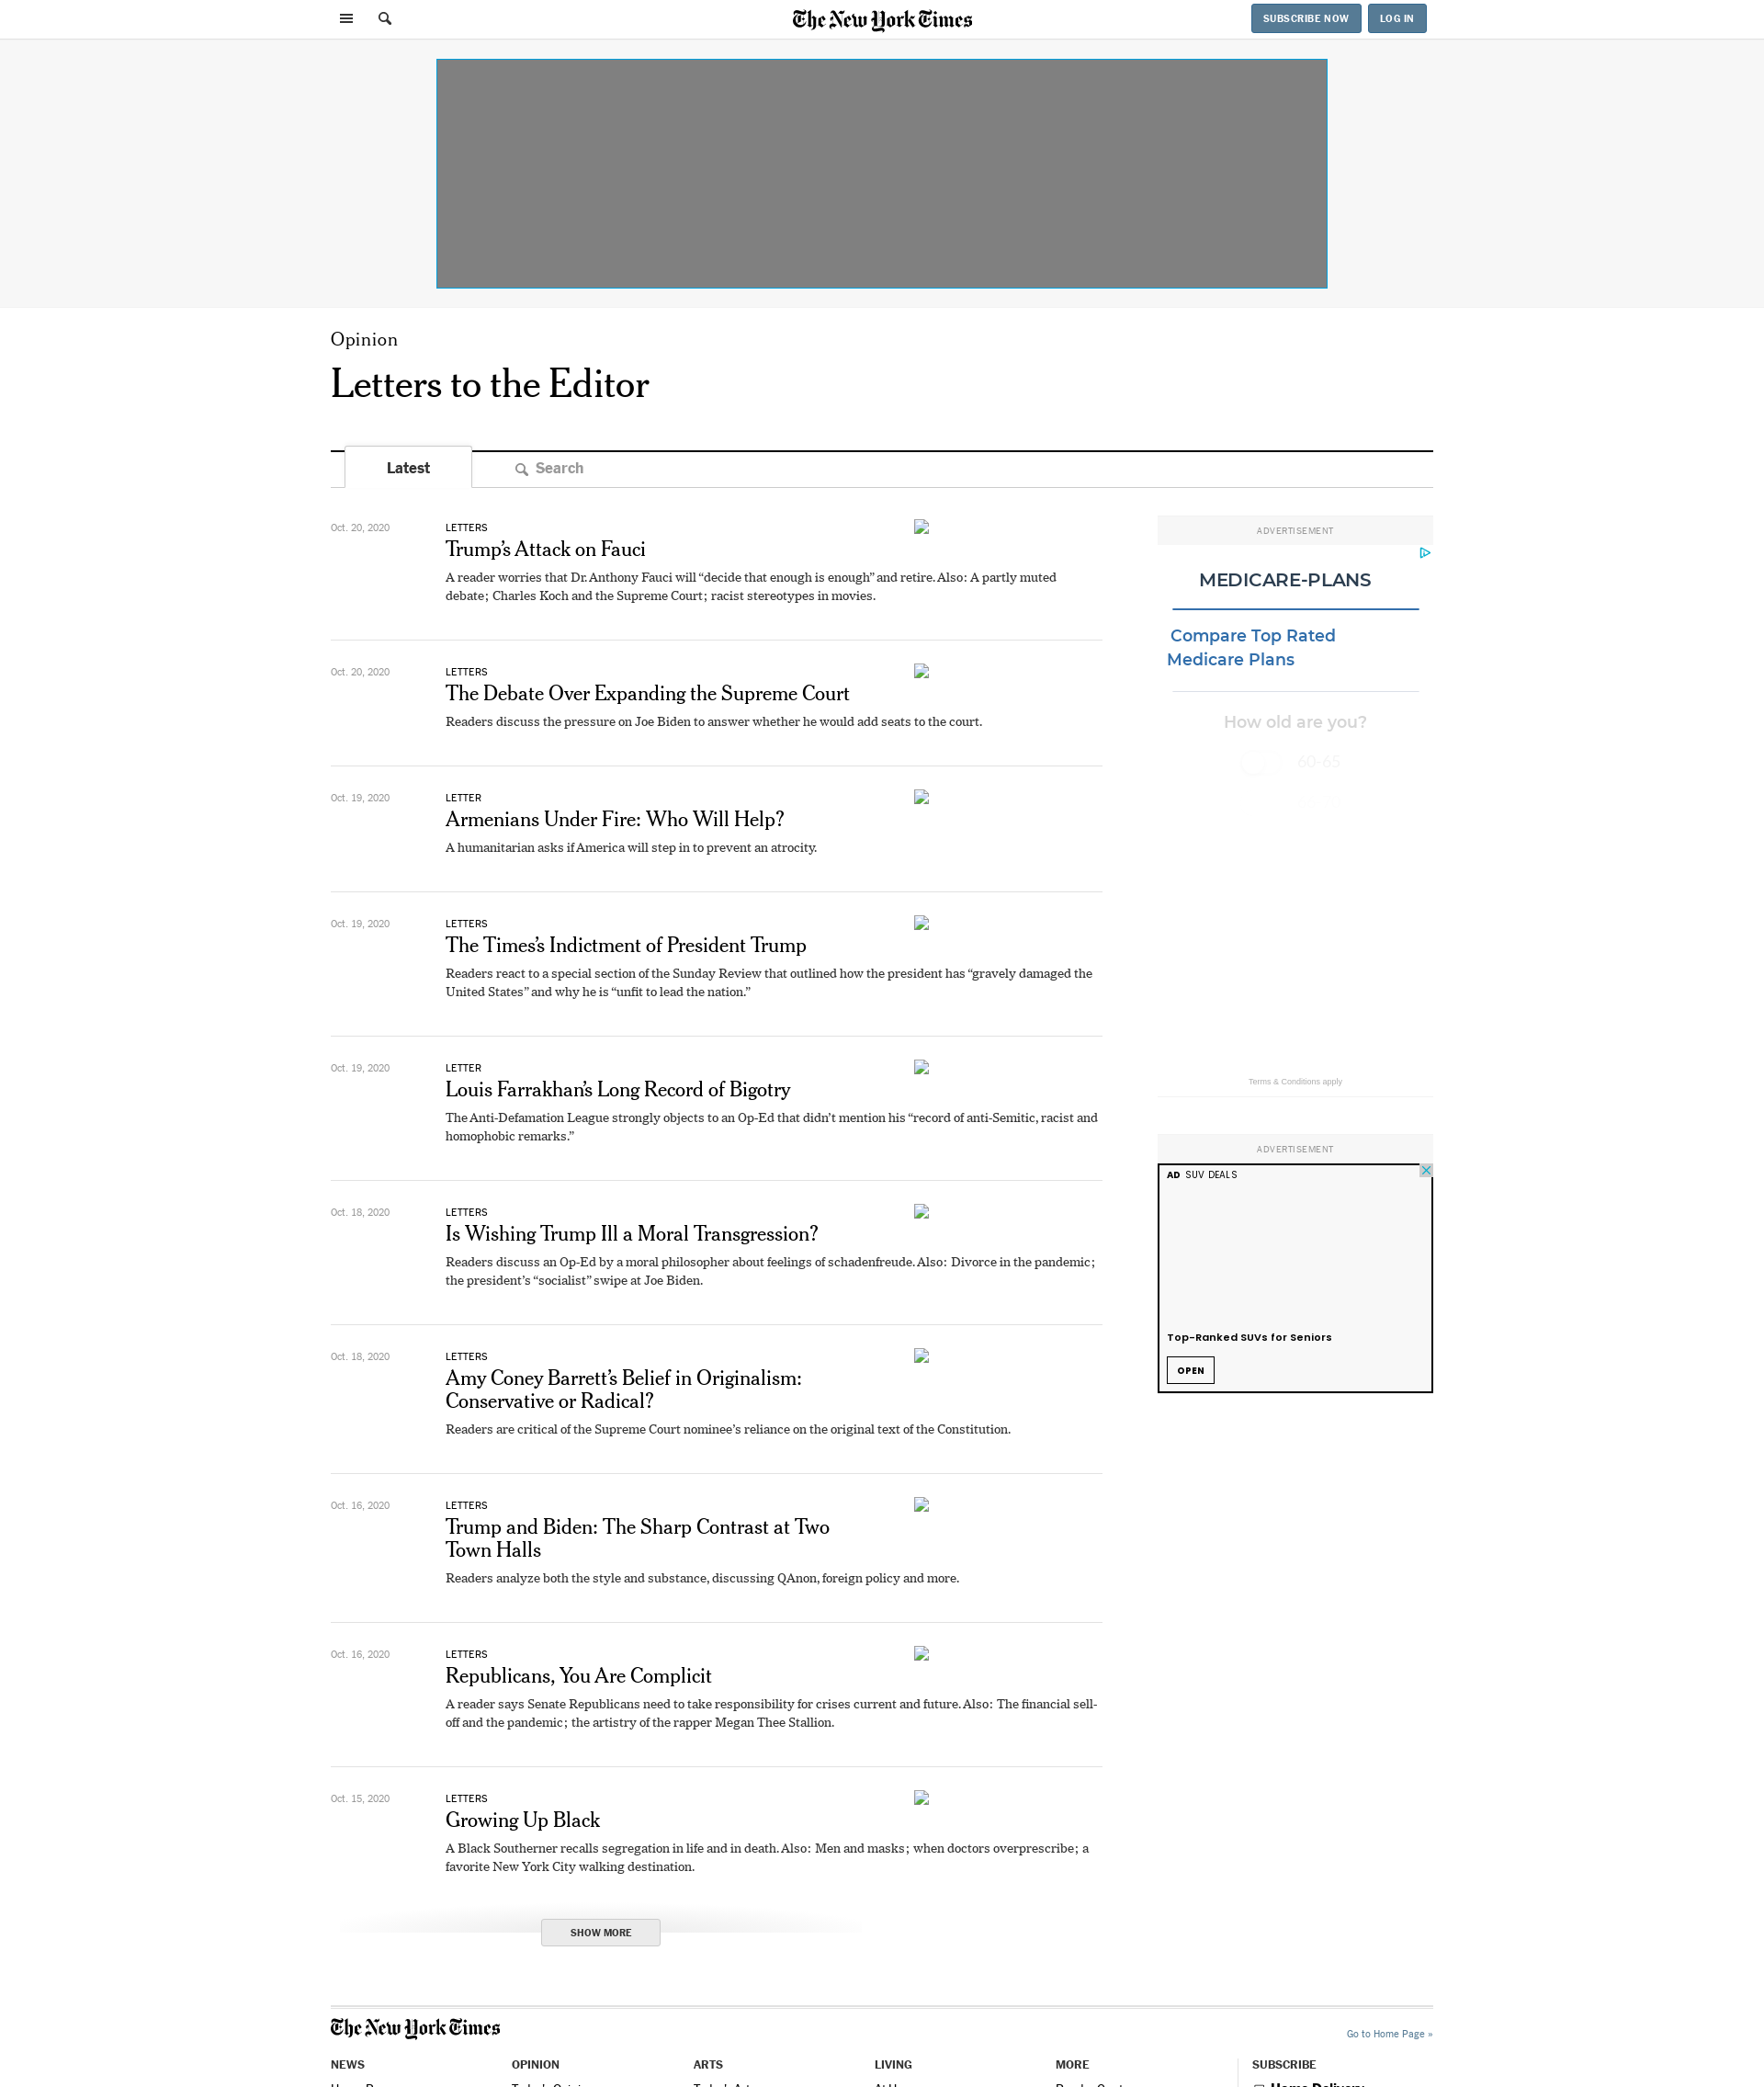 The New York Times
SUBSCRIBE NOW
LOG IN
Opinion
Letters to the Editor
Latest
Search
Oct. 20, 2020
LETTERS
Trump’s Attack on Fauci
A reader worries that Dr. Anthony Fauci will “decide that enough is enough” and retire. Also: A partly muted
debate; Charles Koch and the Supreme Court; racist stereotypes in movies.
Oct. 20, 2020
LETTERS
The Debate Over Expanding the Supreme Court
Readers discuss the pressure on Joe Biden to answer whether he would add seats to the court.
Oct. 19, 2020
LETTER
Armenians Under Fire: Who Will Help?
A humanitarian asks if America will step in to prevent an atrocity.
Oct. 19, 2020
LETTERS
The Times’s Indictment of President Trump
Readers react to a special section of the Sunday Review that outlined how the president has “gravely damaged the
United States” and why he is “unfit to lead the nation.”
Oct. 19, 2020
LETTER
Louis Farrakhan’s Long Record of Bigotry
The Anti-Defamation League strongly objects to an Op-Ed that didn’t mention his “record of anti-Semitic, racist and
homophobic remarks.”
Oct. 18, 2020
LETTERS
Is Wishing Trump Ill a Moral Transgression?
Readers discuss an Op-Ed by a moral philosopher about feelings of schadenfreude. Also: Divorce in the pandemic;
the president’s “socialist” swipe at Joe Biden.
Oct. 18, 2020
LETTERS
Amy Coney Barrett’s Belief in Originalism:
Conservative or Radical?
Readers are critical of the Supreme Court nominee’s reliance on the original text of the Constitution.
Oct. 16, 2020
LETTERS
Trump and Biden: The Sharp Contrast at Two
Town Halls
Readers analyze both the style and substance, discussing QAnon, foreign policy and more.
Oct. 16, 2020
LETTERS
Republicans, You Are Complicit
A reader says Senate Republicans need to take responsibility for crises current and future. Also: The financial sell-
off and the pandemic; the artistry of the rapper Megan Thee Stallion.
Oct. 15, 2020
LETTERS
Growing Up Black
A Black Southerner recalls segregation in life and in death. Also: Men and masks; when doctors overprescribe; a
favorite New York City walking destination.
SHOW MORE
ADVERTISEMENT
MEDICARE-PLANS
Compare Top Rated
Medicare Plans
How old are you?
60-65
Terms & Conditions apply
ADVERTISEMENT
AD SUV DEALS
Top-Ranked SUVs for Seniors
OPEN
The New York Times
Go to Home Page »
NEWS
OPINION
ARTS
LIVING
MORE
SUBSCRIBE
Home Delivery